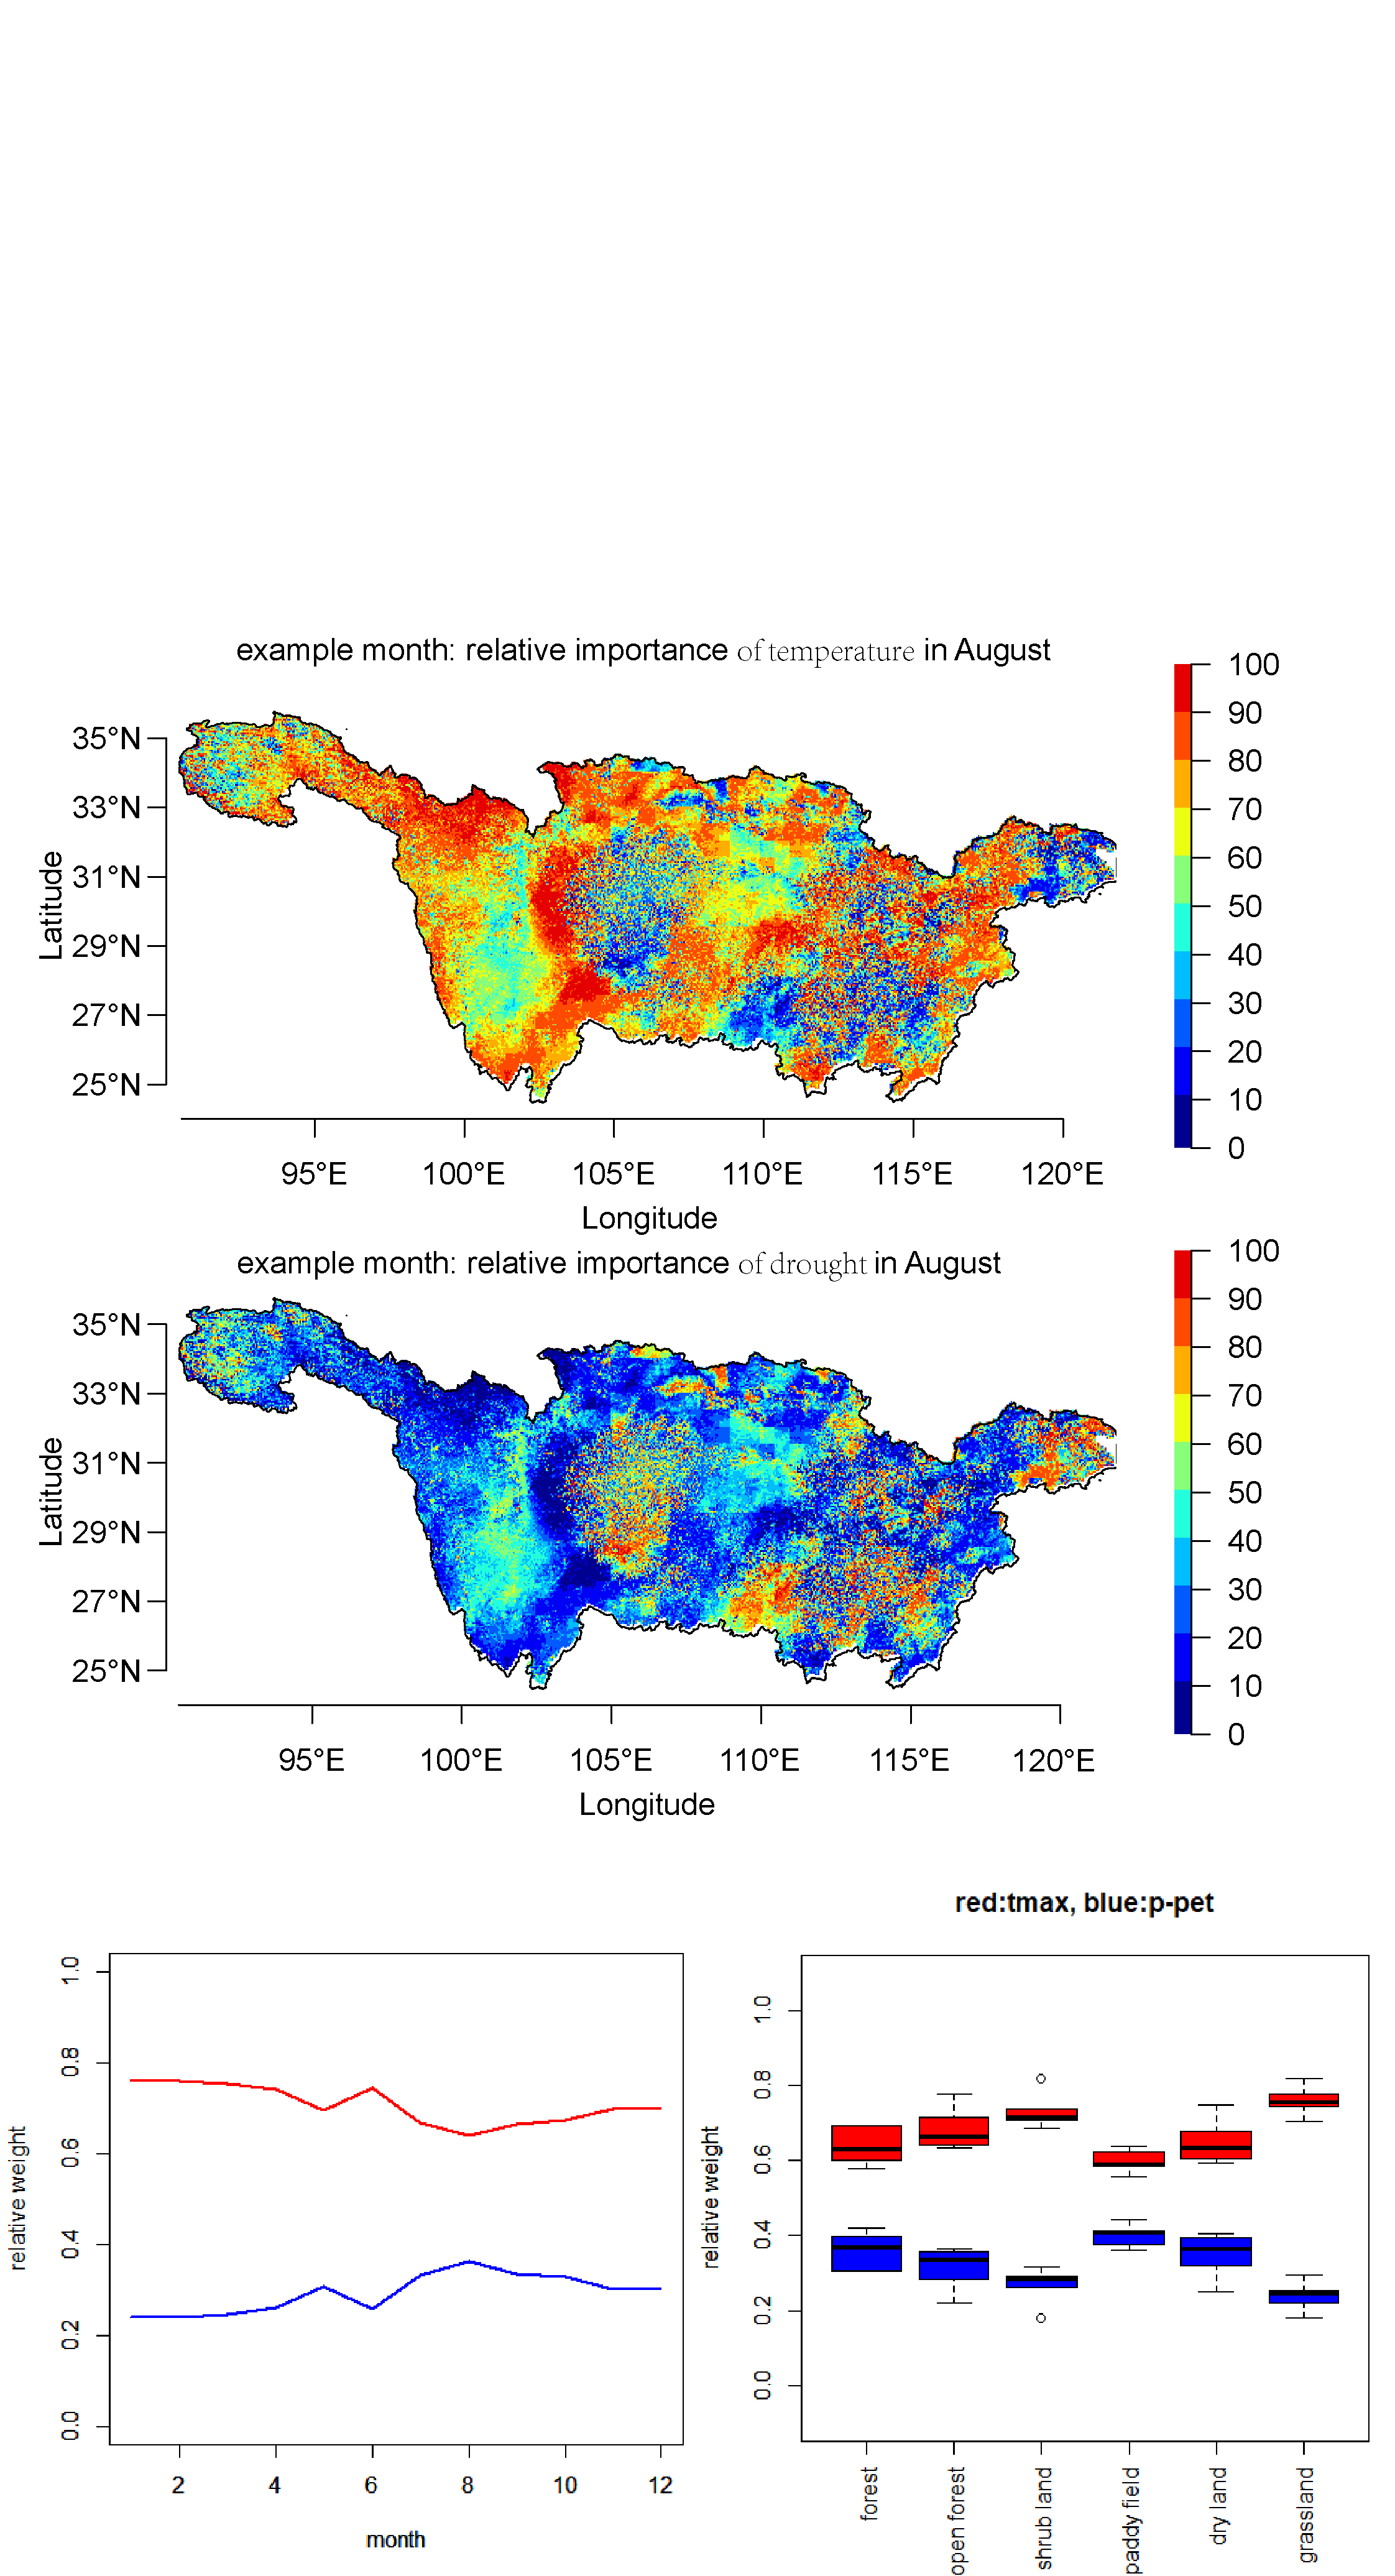 example month: relative importance of temperature in August
100
90
80
70
60
50
40
30
20
10
0
35°N
33°N
31°N
29°N
27°N
25°N
Latitude
95°E 100°E 105°E 110°E 115°E 120°E
Longitude
example month: relative importance of drought in August
100
90
80
70
60
50
40
30
20
10
0
35°N
33°N
31°N
29°N
27°N
25°N
Latitude
95°E 100°E 105°E 110°E 115°E 120°E
Longitude
1.0
0.8
0.6
0.4
0.2
0.0
relative weight
2 4 6 8 10 12
month
red:tmax, blue:p-pet
1.0
0.8
0.6
0.4
0.2
0.0
relative weight
forest
open forest
shrub land
paddy field
dry land
grassland